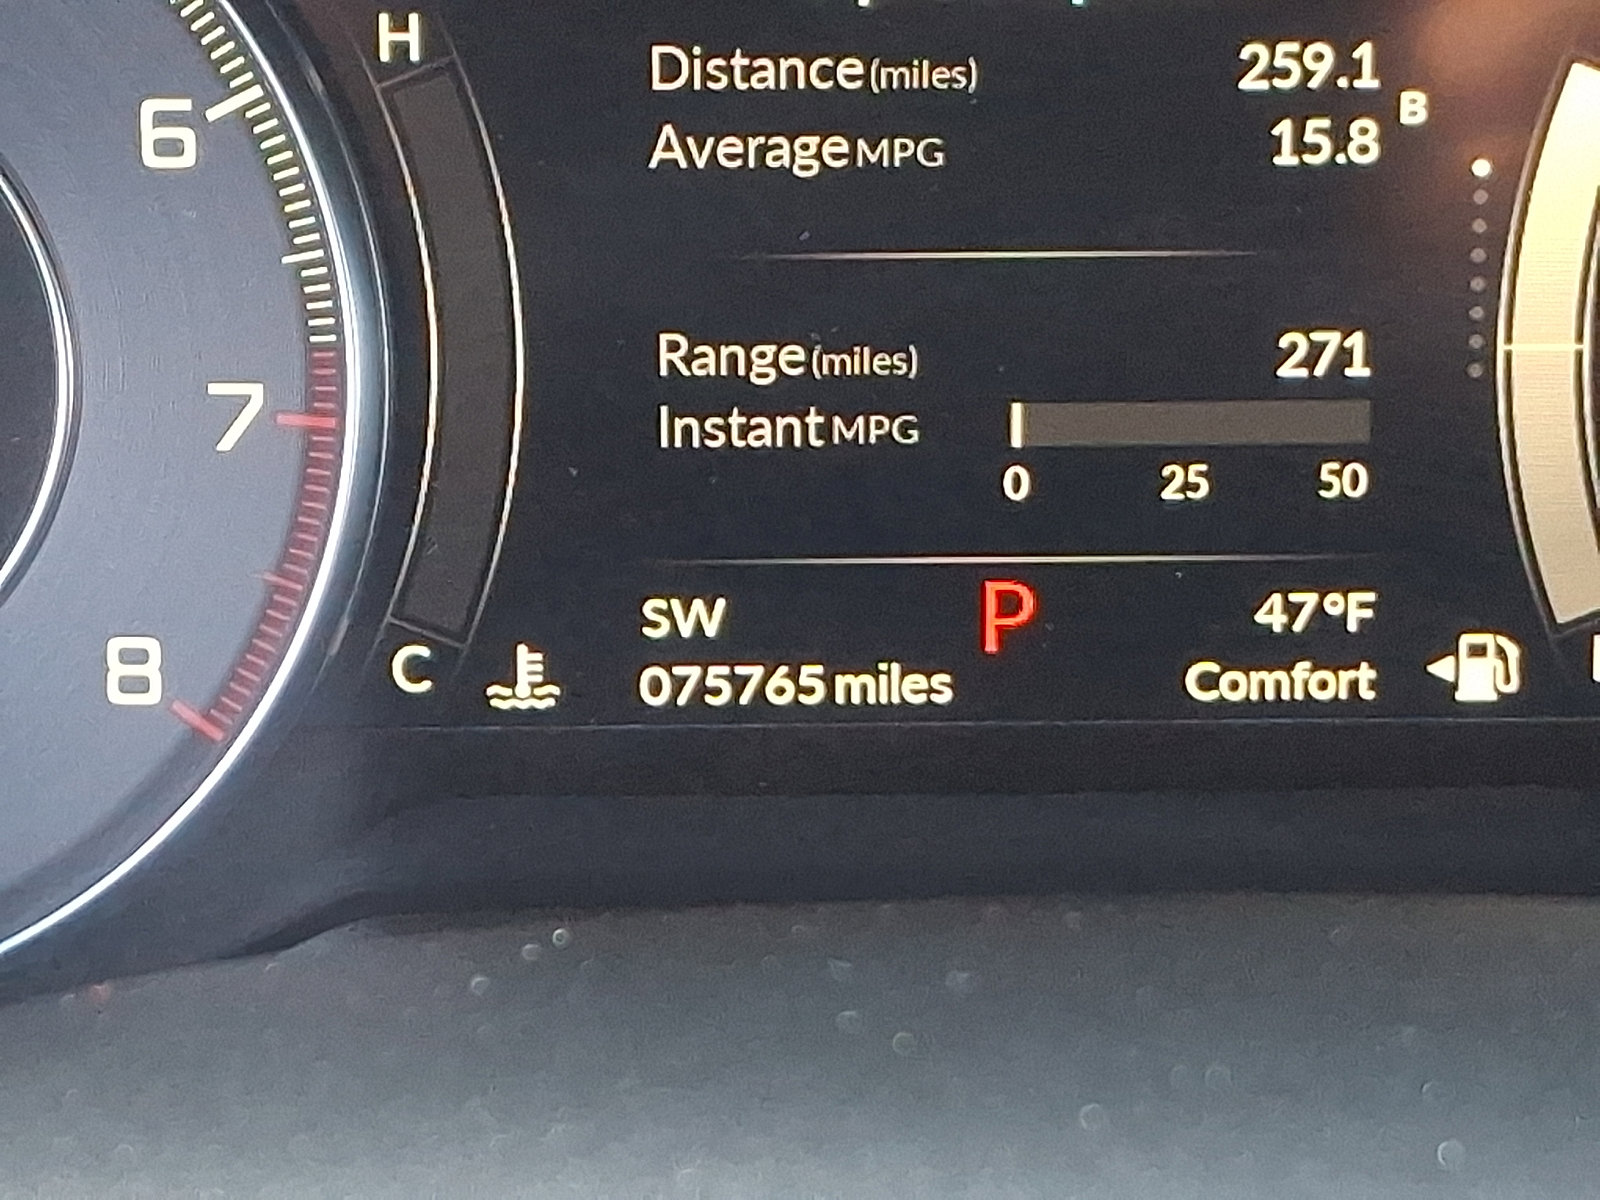 H
6
7
8
C
Distance (miles) 259.1
B
Average MPG 15.8
Range (miles) 271
Instant MPG
0 25 50
SW P 47°F
075765 miles Comfort